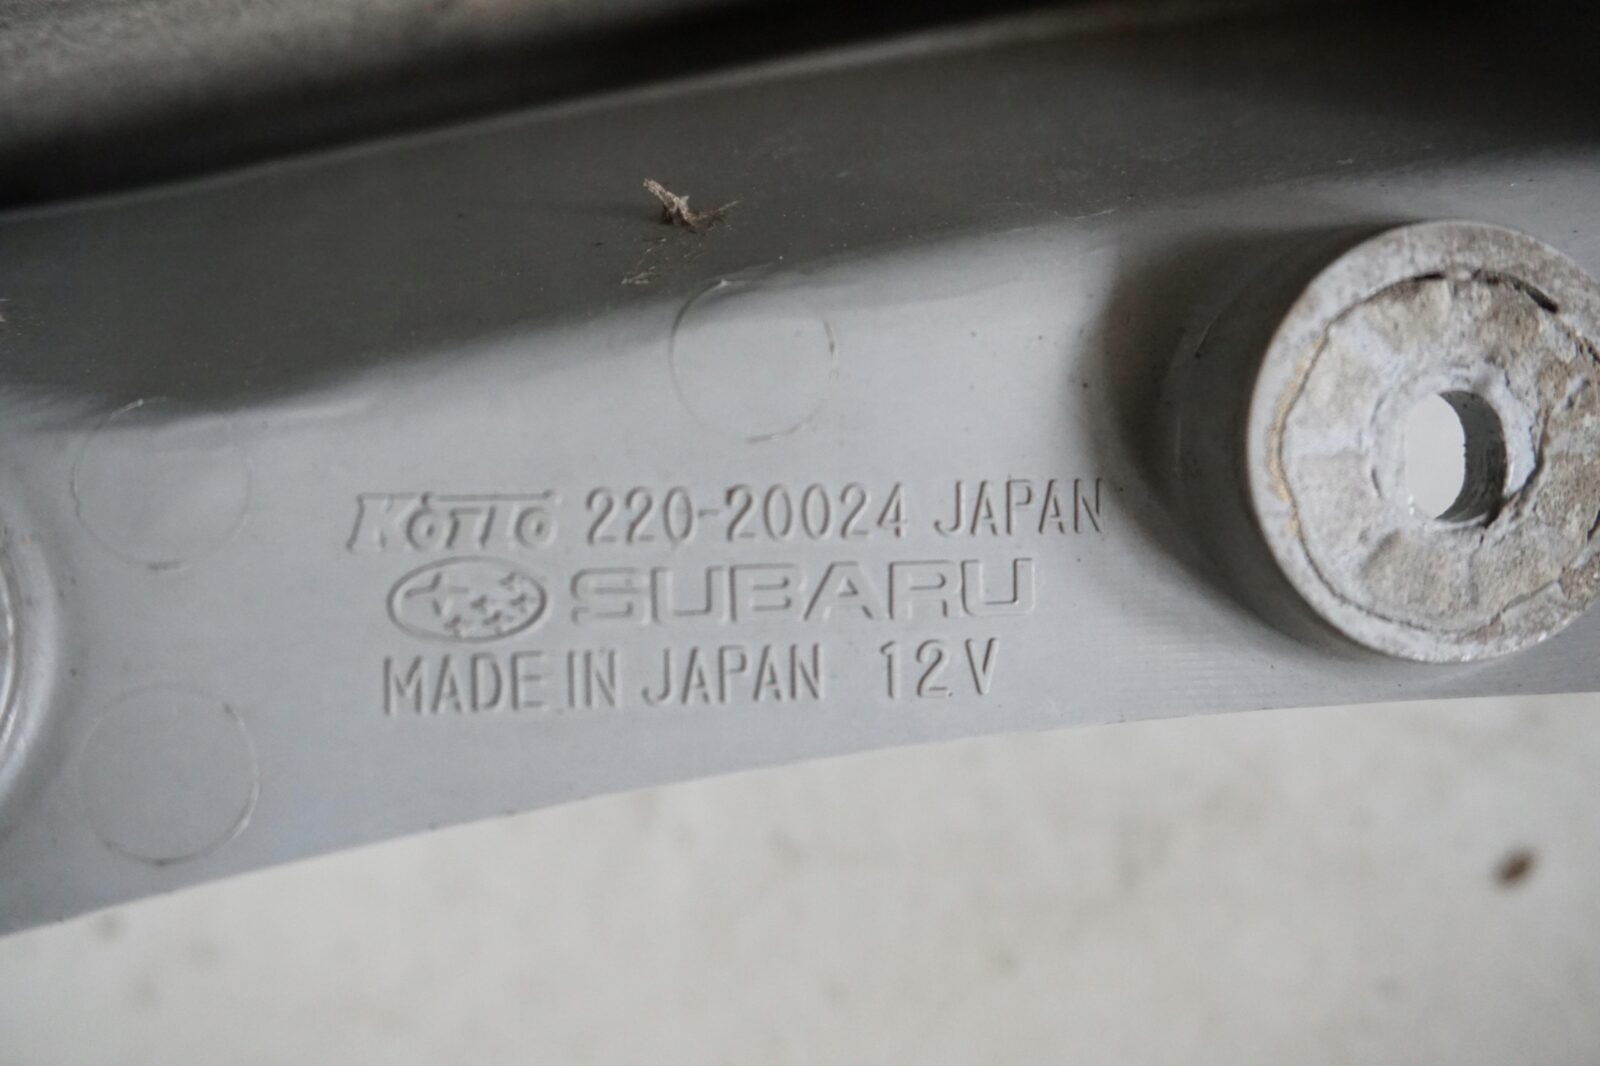 KOITO 220-20024 JAPAN
SUBARU
MADE IN JAPAN 12V